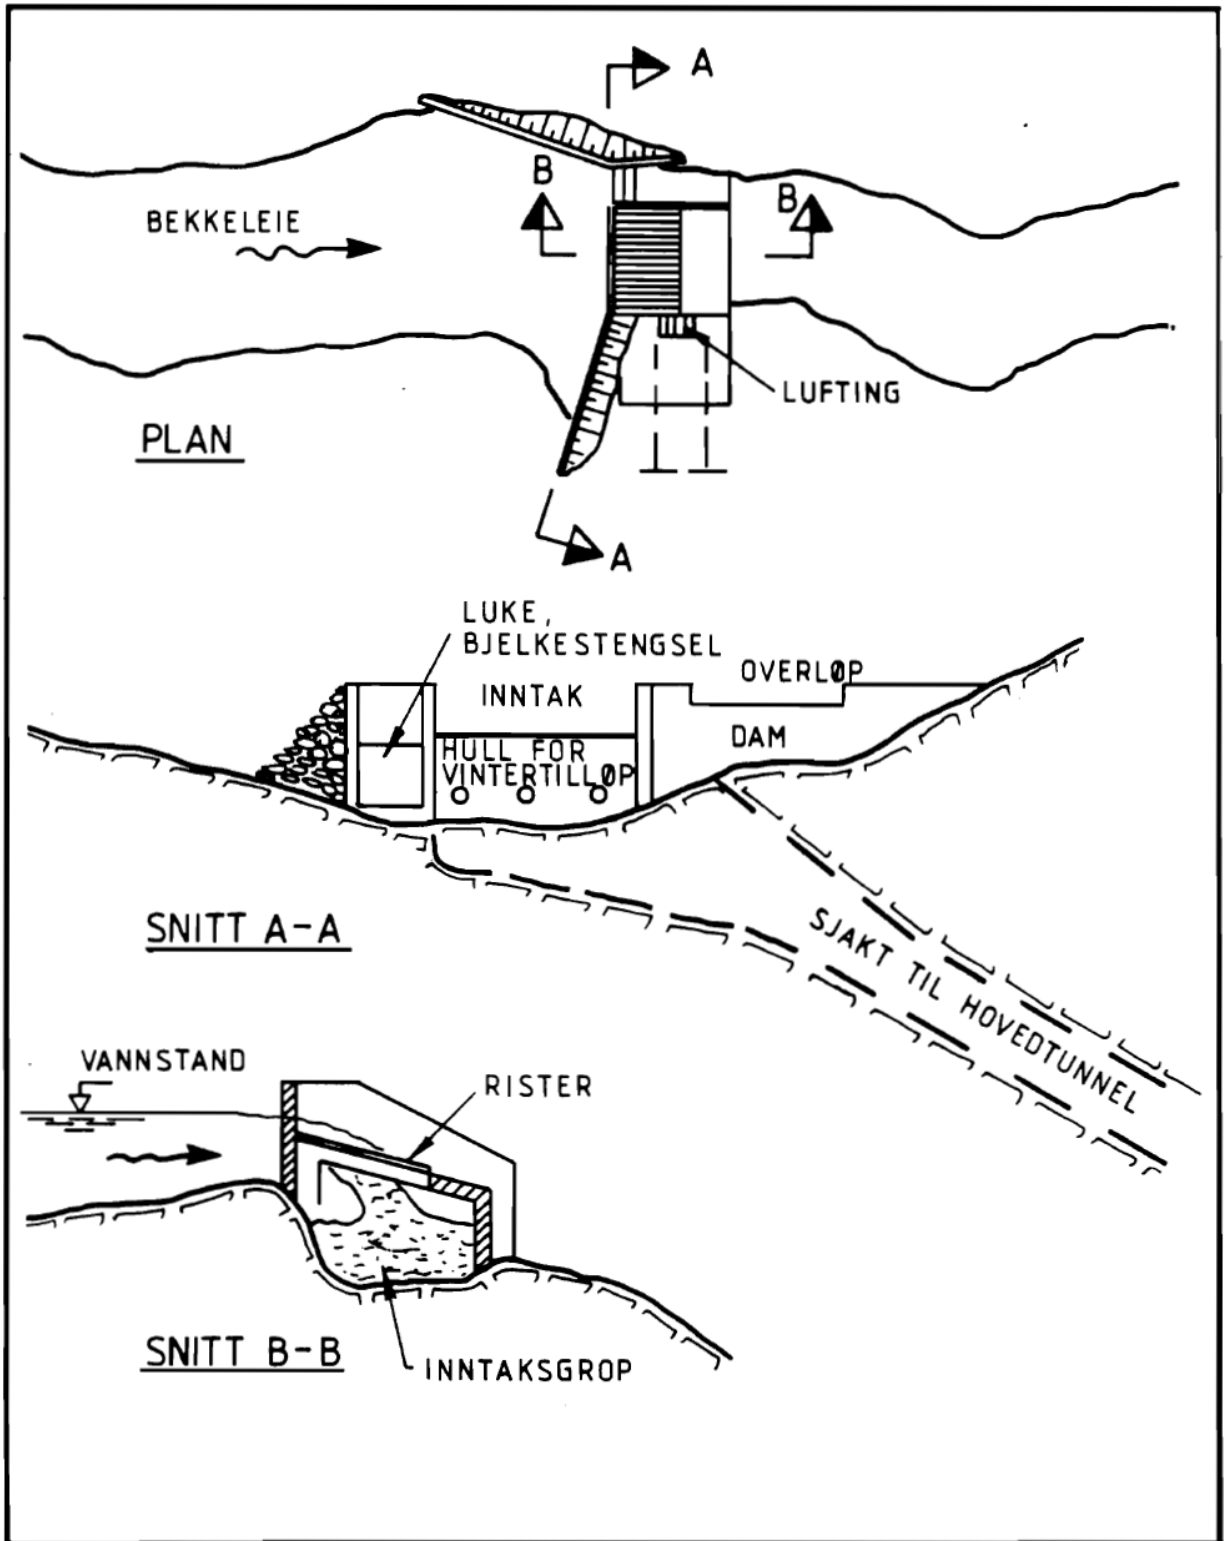 A
B
B
BEKKELEIE
LUFTING
PLAN
A
LUKE,
BJELKESTENGSEL
OVERLØP
INNTAK
DAM
HULL FOR
VINTERTILLØP
SNITT A-A
SJAKT TIL HOVEDTUNNEL
VANNSTAND
RISTER
SNITT B-B
INNTAKSGROP